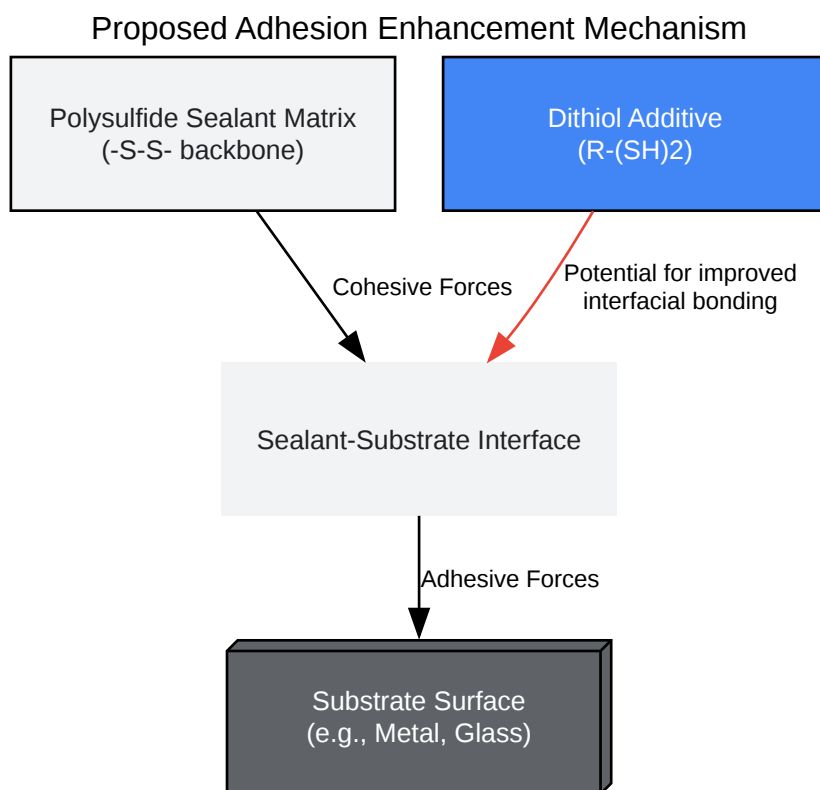 Proposed Adhesion Enhancement Mechanism
Polysulfide Sealant Matrix
(-S-S- backbone)
Dithiol Additive
(R-(SH)2)
Cohesive Forces
Potential for improved
interfacial bonding
Sealant-Substrate Interface
Adhesive Forces
Substrate Surface
(e.g., Metal, Glass)